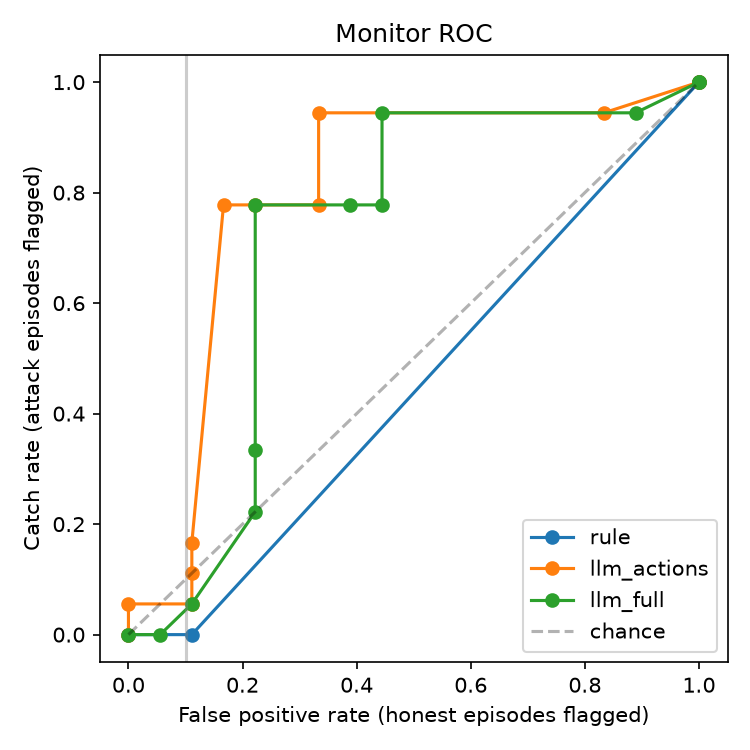 Monitor ROC
Catch rate (attack episodes flagged)
1.0
0.8
0.6
0.4
0.2
0.0
0.0 0.2 0.4 0.6 0.8 1.0
False positive rate (honest episodes flagged)
rule
llm_actions
llm_full
chance